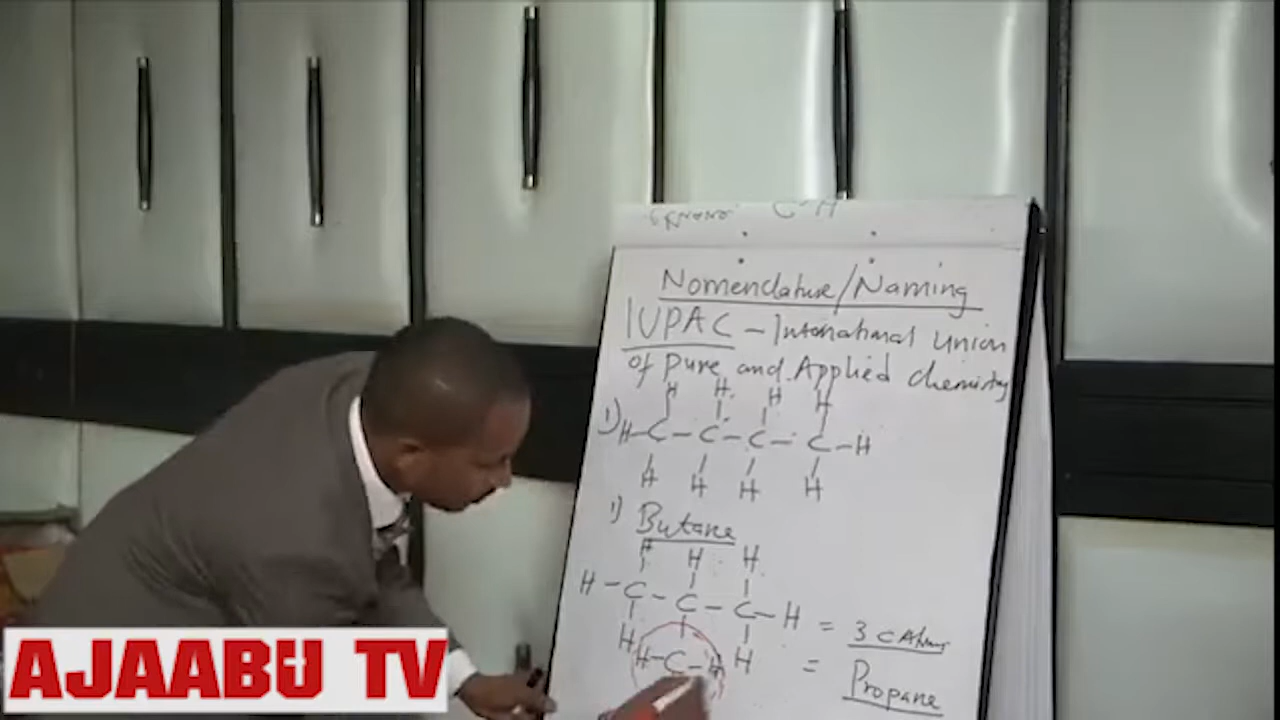 C-H
Nomenclature/Naming
IUPAC – International Union
of Pure and Applied Chemistry
H H H H
1) H-C-C-C-C-H
H H H H
1) Butane
H H H
H-C-C-C-H = 3 C Atoms
H H-C-H H = Propane
AJAABU TV